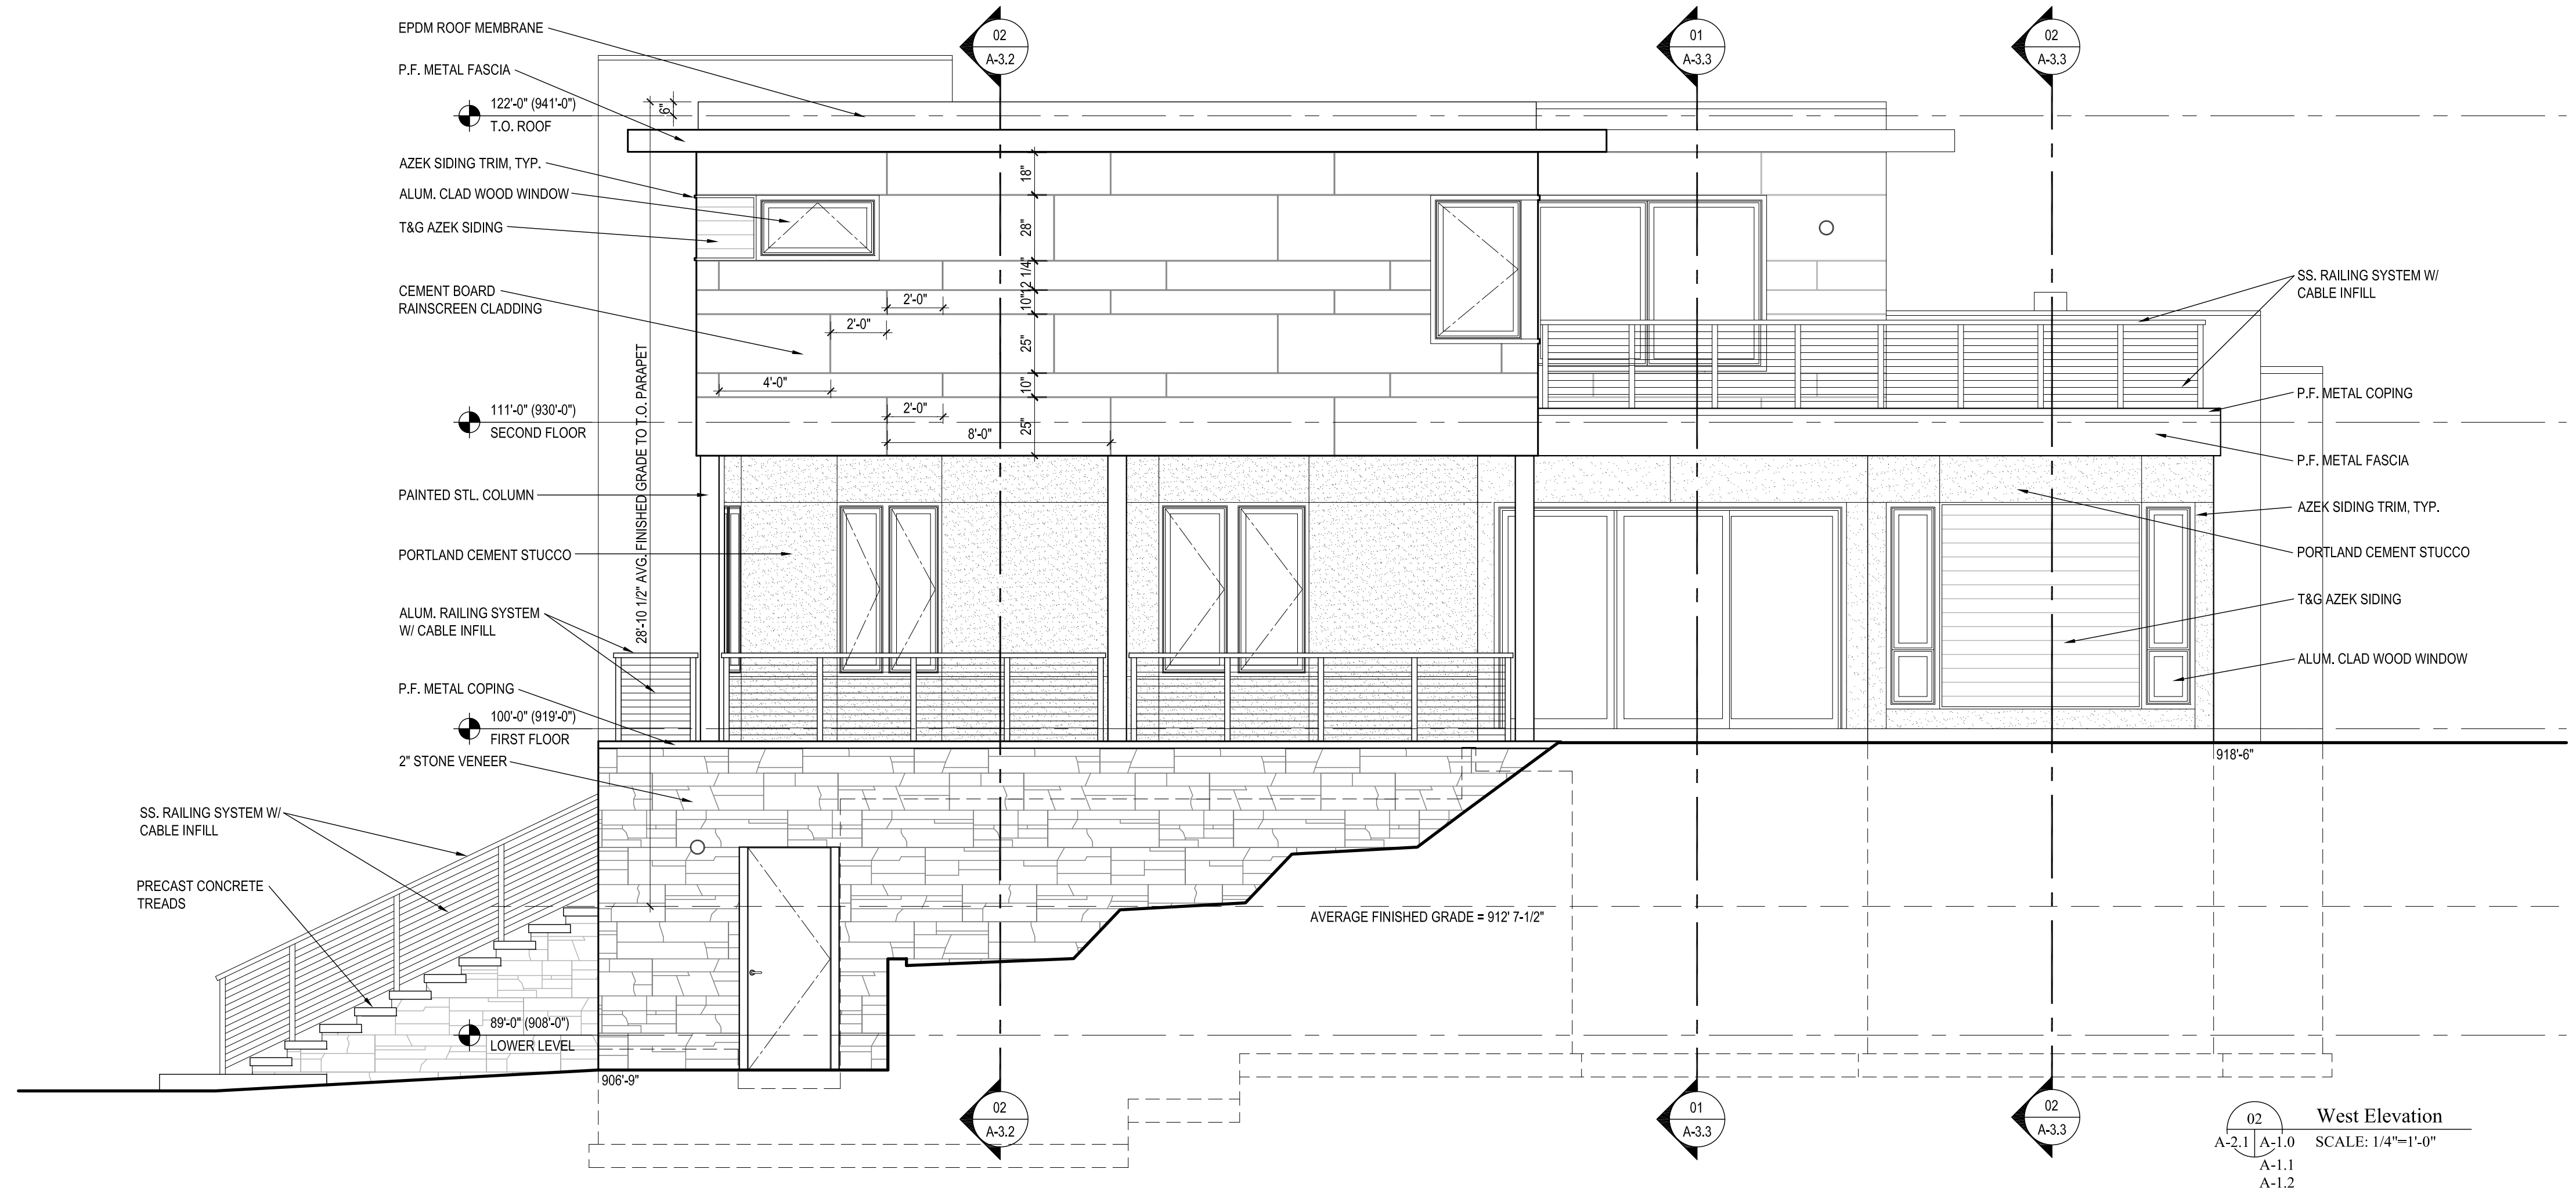 EPDM ROOF MEMBRANE
P.F. METAL FASCIA
122'-0" (941'-0")
T.O. ROOF
AZEK SIDING TRIM, TYP.
ALUM. CLAD WOOD WINDOW
T&G AZEK SIDING
CEMENT BOARD
RAINSCREEN CLADDING
111'-0" (930'-0")
SECOND FLOOR
PAINTED STL. COLUMN
PORTLAND CEMENT STUCCO
ALUM. RAILING SYSTEM
W/ CABLE INFILL
P.F. METAL COPING
100'-0" (919'-0")
FIRST FLOOR
2" STONE VENEER
SS. RAILING SYSTEM W/
CABLE INFILL
PRECAST CONCRETE
TREADS
89'-0" (908'-0")
LOWER LEVEL
906'-9"
6"
28'-10 1/2" AVG. FINISHED GRADE TO T.O. PARAPET
02
A-3.2
01
A-3.3
02
A-3.3
18"
28"
12 1/4"
10"
25"
10"
25"
2'-0"
2'-0"
4'-0"
2'-0"
8'-0"
SS. RAILING SYSTEM W/
CABLE INFILL
P.F. METAL COPING
P.F. METAL FASCIA
AZEK SIDING TRIM, TYP.
PORTLAND CEMENT STUCCO
T&G AZEK SIDING
ALUM. CLAD WOOD WINDOW
918'-6"
AVERAGE FINISHED GRADE = 912' 7-1/2"
02
A-3.2
01
A-3.3
02
A-3.3
02
A-2.1
A-1.0
A-1.1
A-1.2
West Elevation
SCALE: 1/4"=1'-0"